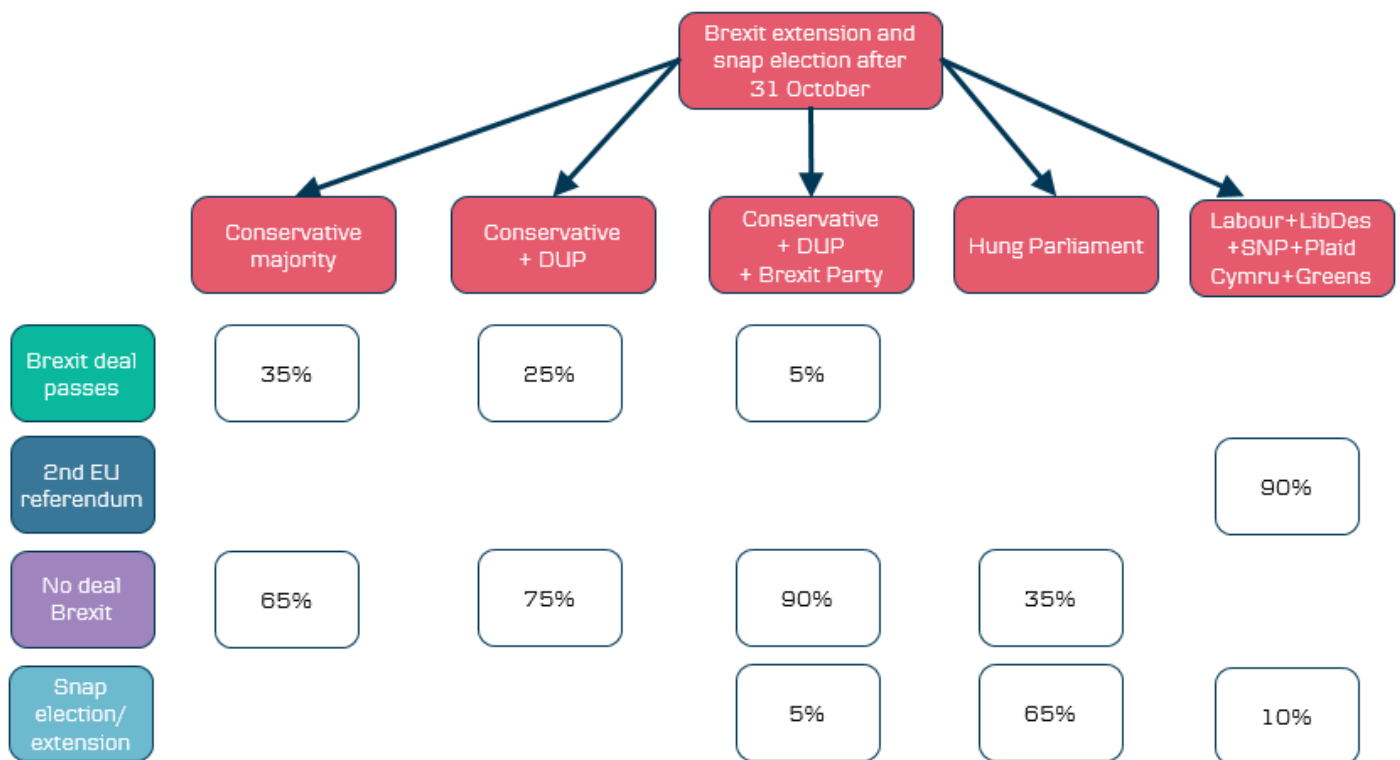 Brexit extension and
snap election after
31 October
Conservative
majority
Conservative
+ DUP
Conservative
+ DUP
+ Brexit Party
Hung Parliament
Labour+LibDes
+SNP+Plaid
Cymru+Greens
Brexit deal
passes
35%
25%
5%
2nd EU
referendum
90%
No deal
Brexit
65%
75%
90%
35%
Snap
election/
extension
5%
65%
10%